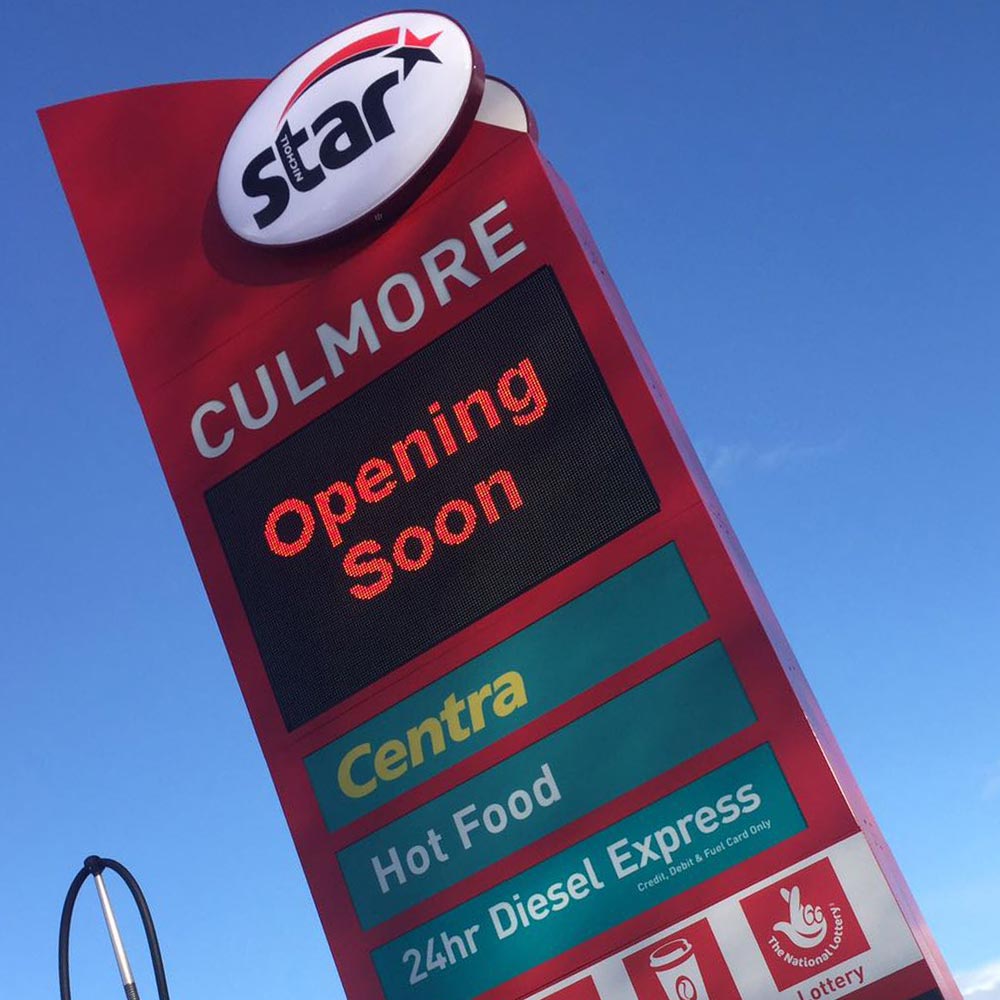 star
NICHOLL
CULMORE
Opening
Soon
Centra
Hot Food
24hr Diesel Express
Credit, Debit & Fuel Card Only
The National Lottery
Lottery